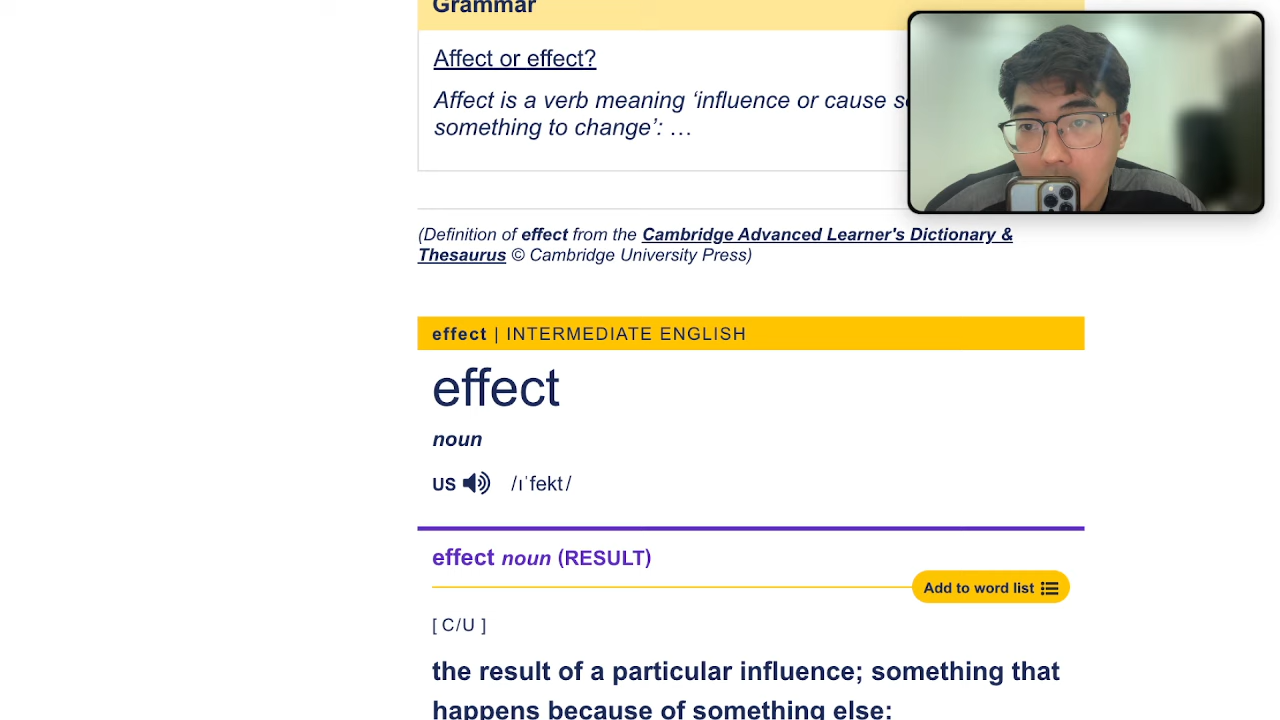 Grammar
Affect or effect?
Affect is a verb meaning ‘influence or cause
something to change’: …
(Definition of effect from the Cambridge Advanced Learner's Dictionary &
Thesaurus © Cambridge University Press)
effect | INTERMEDIATE ENGLISH
effect
noun
US /ɪˈfekt/
effect noun (RESULT)
Add to word list
[ C/U ]
the result of a particular influence; something that
happens because of something else: